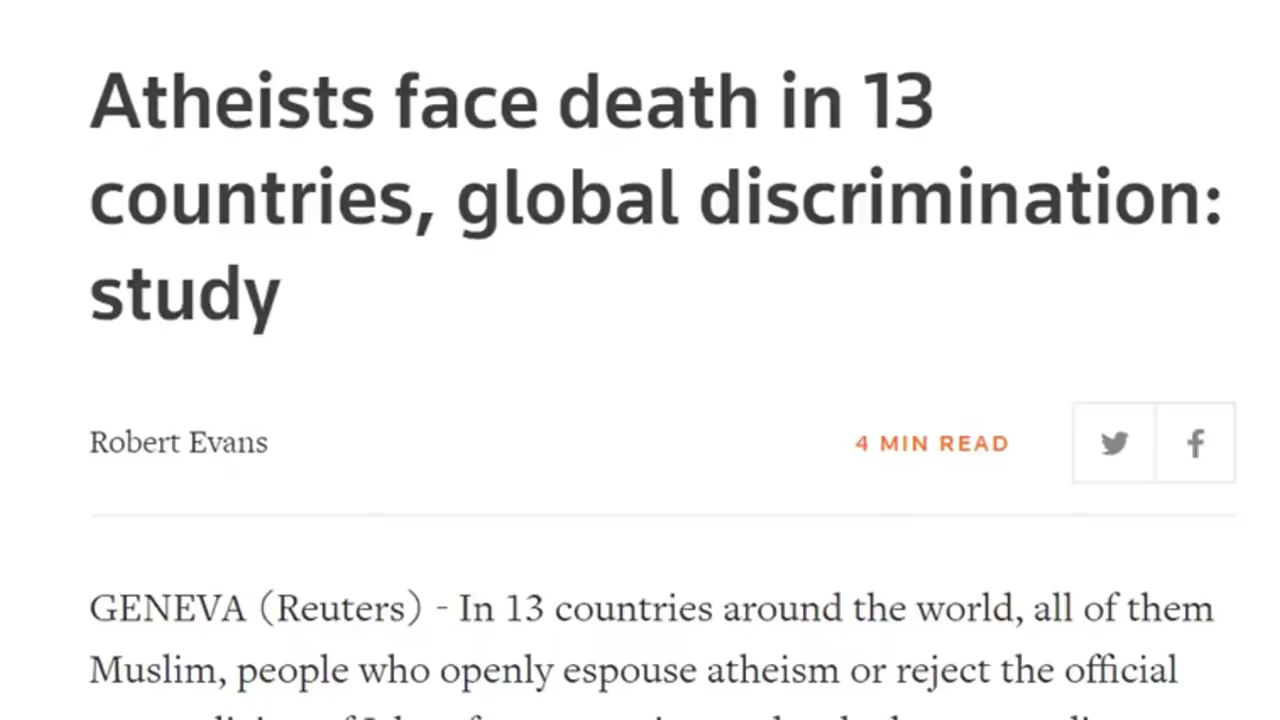 Atheists face death in 13
countries, global discrimination:
study
Robert Evans
4 MIN READ
GENEVA (Reuters) - In 13 countries around the world, all of them
Muslim, people who openly espouse atheism or reject the official